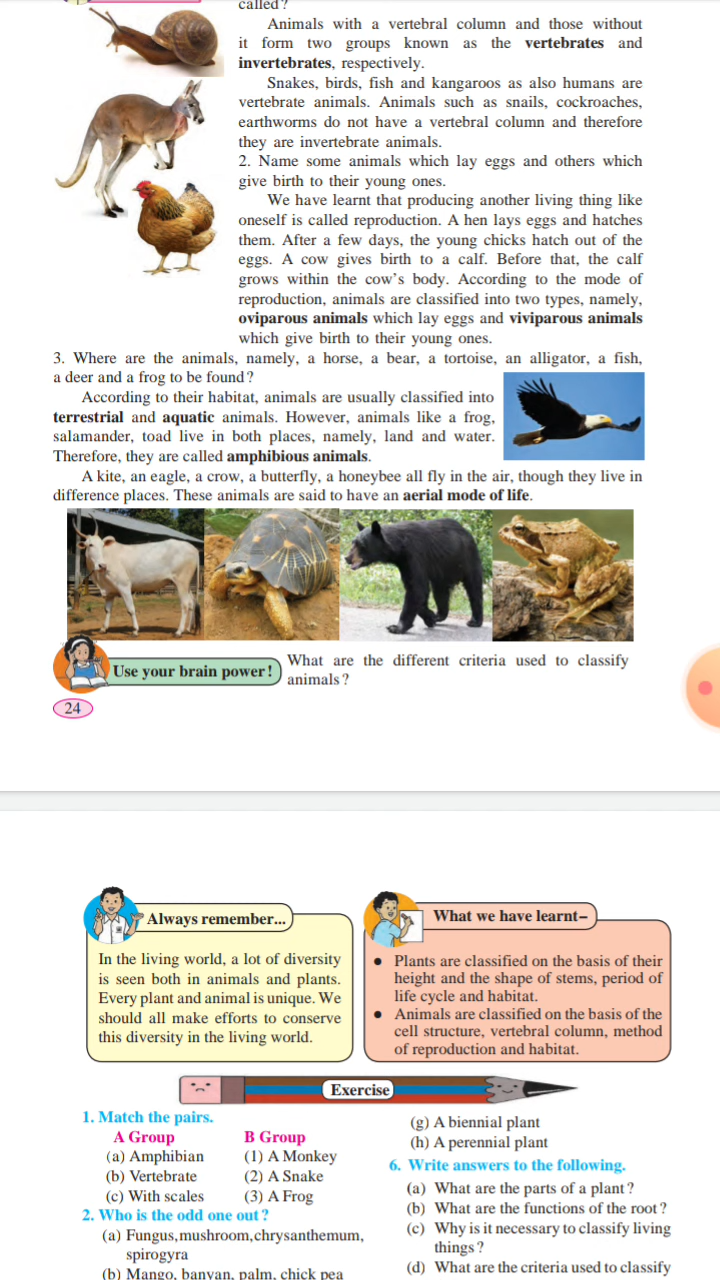 called?
Animals with a vertebral column and those without
it form two groups known as the vertebrates and
invertebrates, respectively.
Snakes, birds, fish and kangaroos as also humans are
vertebrate animals. Animals such as snails, cockroaches,
earthworms do not have a vertebral column and therefore
they are invertebrate animals.
2. Name some animals which lay eggs and others which
give birth to their young ones.
We have learnt that producing another living thing like
oneself is called reproduction. A hen lays eggs and hatches
them. After a few days, the young chicks hatch out of the
eggs. A cow gives birth to a calf. Before that, the calf
grows within the cow's body. According to the mode of
reproduction, animals are classified into two types, namely,
oviparous animals which lay eggs and viviparous animals
which give birth to their young ones.
3. Where are the animals, namely, a horse, a bear, a tortoise, an alligator, a fish,
a deer and a frog to be found?
According to their habitat, animals are usually classified into
terrestrial and aquatic animals. However, animals like a frog,
salamander, toad live in both places, namely, land and water.
Therefore, they are called amphibious animals.
A kite, an eagle, a crow, a butterfly, a honeybee all fly in the air, though they live in
difference places. These animals are said to have an aerial mode of life.
Use your brain power!
What are the different criteria used to classify
animals?
24
Always remember...
In the living world, a lot of diversity
is seen both in animals and plants.
Every plant and animal is unique. We
should all make efforts to conserve
this diversity in the living world.
What we have learnt-
• Plants are classified on the basis of their
height and the shape of stems, period of
life cycle and habitat.
• Animals are classified on the basis of the
cell structure, vertebral column, method
of reproduction and habitat.
Exercise
1. Match the pairs.
A Group B Group
(a) Amphibian (1) A Monkey
(b) Vertebrate (2) A Snake
(c) With scales (3) A Frog
2. Who is the odd one out?
(a) Fungus, mushroom, chrysanthemum,
spirogyra
(b) Mango, banyan, palm, chick pea
(g) A biennial plant
(h) A perennial plant
6. Write answers to the following.
(a) What are the parts of a plant?
(b) What are the functions of the root?
(c) Why is it necessary to classify living
things?
(d) What are the criteria used to classify